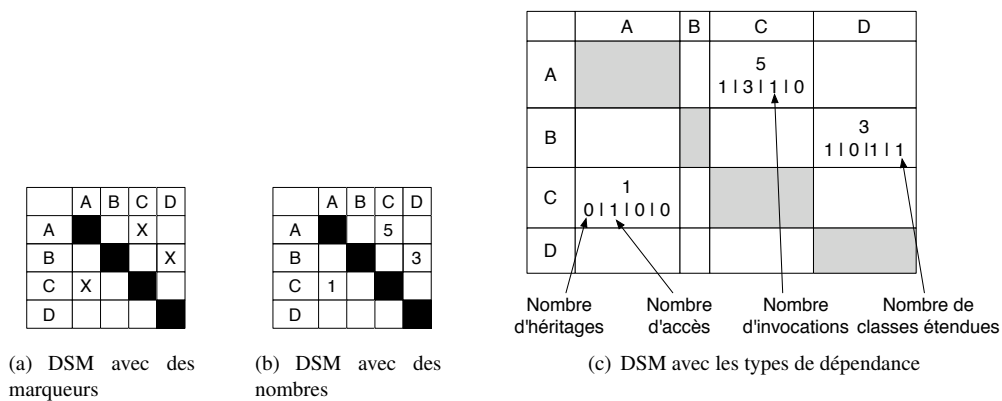 A B C D
A X
B X
C X
D
(a) DSM avec des
marqueurs
A B C D
A 5
B 3
C 1
D
(b) DSM avec des
nombres
A B C D
A 5
1 | 3 | 1 | 0
B 3
1 | 0 |1 | 1
C 1
0 | 1 | 0 | 0
D
Nombre
d'héritages
Nombre
d'accès
Nombre
d'invocations
Nombre de
classes étendues
(c) DSM avec les types de dépendance